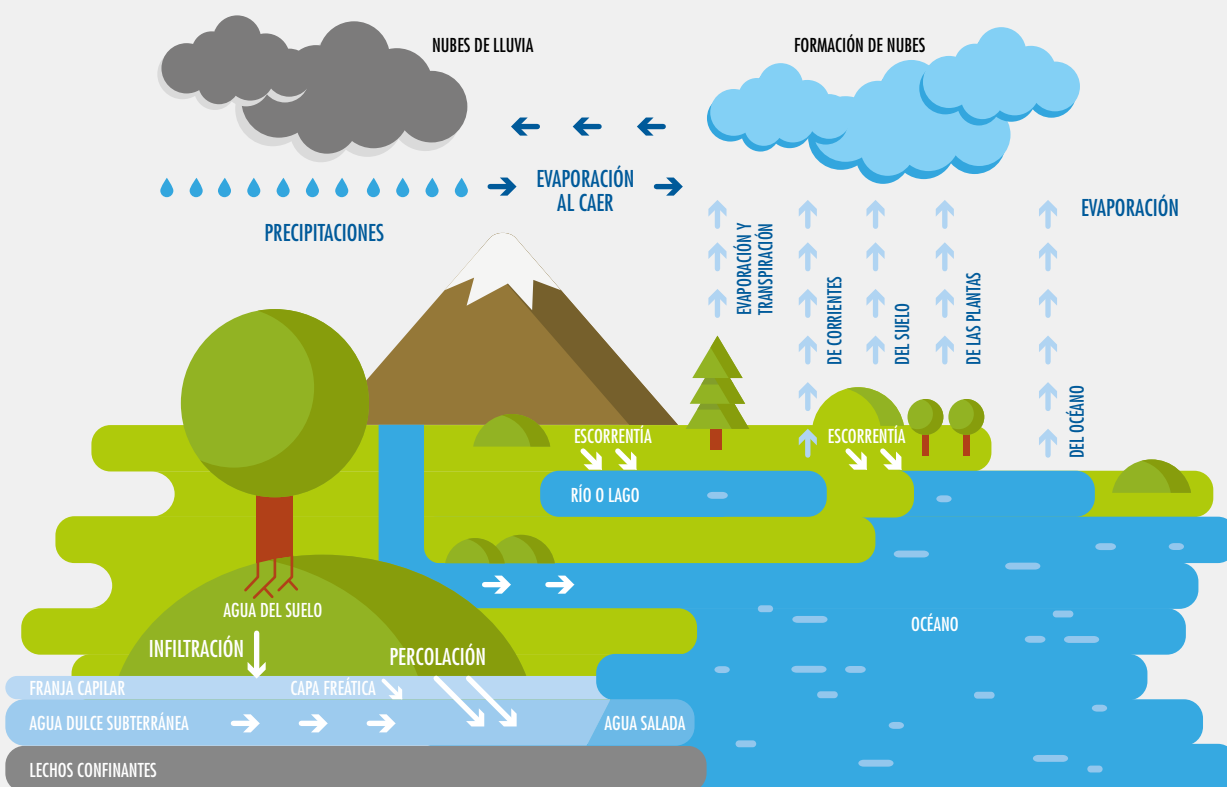 NUBES DE LLUVIA
FORMACIÓN DE NUBES
EVAPORACIÓN
AL CAER
PRECIPITACIONES
EVAPORACIÓN
EVAPORACIÓN Y
TRANSPIRACIÓN
DE CORRIENTES
DEL SUELO
DE LAS PLANTAS
DEL OCÉANO
ESCORRENTÍA
ESCORRENTÍA
RÍO O LAGO
AGUA DEL SUELO
OCÉANO
INFILTRACIÓN
PERCOLACIÓN
FRANJA CAPILAR
CAPA FREÁTICA
AGUA DULCE SUBTERRÁNEA
AGUA SALADA
LECHOS CONFINANTES